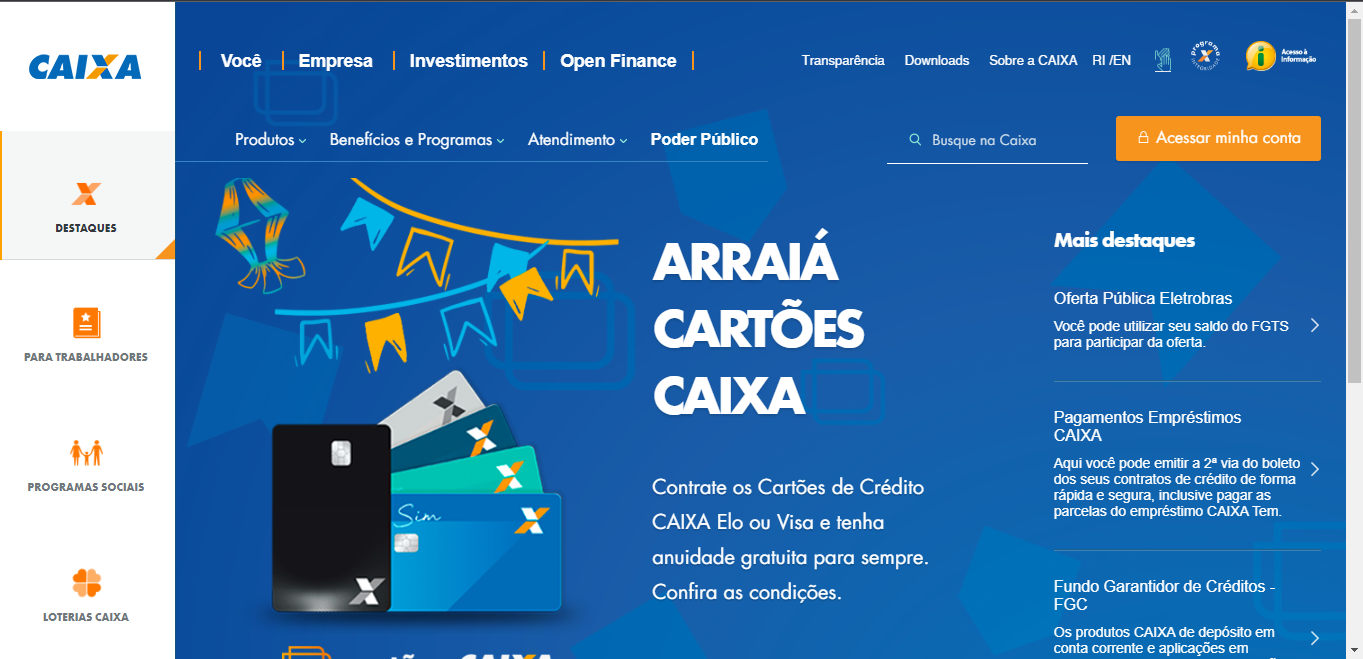 CAIXA
DESTAQUES
PARA TRABALHADORES
PROGRAMAS SOCIAIS
LOTERIAS CAIXA
Você
Empresa
Investimentos
Open Finance
Transparência
Downloads
Sobre a CAIXA
RI /EN
Programa
Acesso à
Informação
Produtos
Benefícios e Programas
Atendimento
Poder Público
Busque na Caixa
Acessar minha conta
ARRAIÁ
CARTÕES
CAIXA
Contrate os Cartões de Crédito
CAIXA Elo ou Visa e tenha
anuidade gratuita para sempre.
Confira as condições.
Sim
Mais destaques
Oferta Pública Eletrobras
Você pode utilizar seu saldo do FGTS
para participar da oferta.
Pagamentos Empréstimos
CAIXA
Aqui você pode emitir a 2ª via do boleto
dos seus contratos de crédito de forma
rápida e segura, inclusive pagar as
parcelas do empréstimo CAIXA Tem.
Fundo Garantidor de Créditos -
FGC
Os produtos CAIXA de depósito em
conta corrente e aplicações em